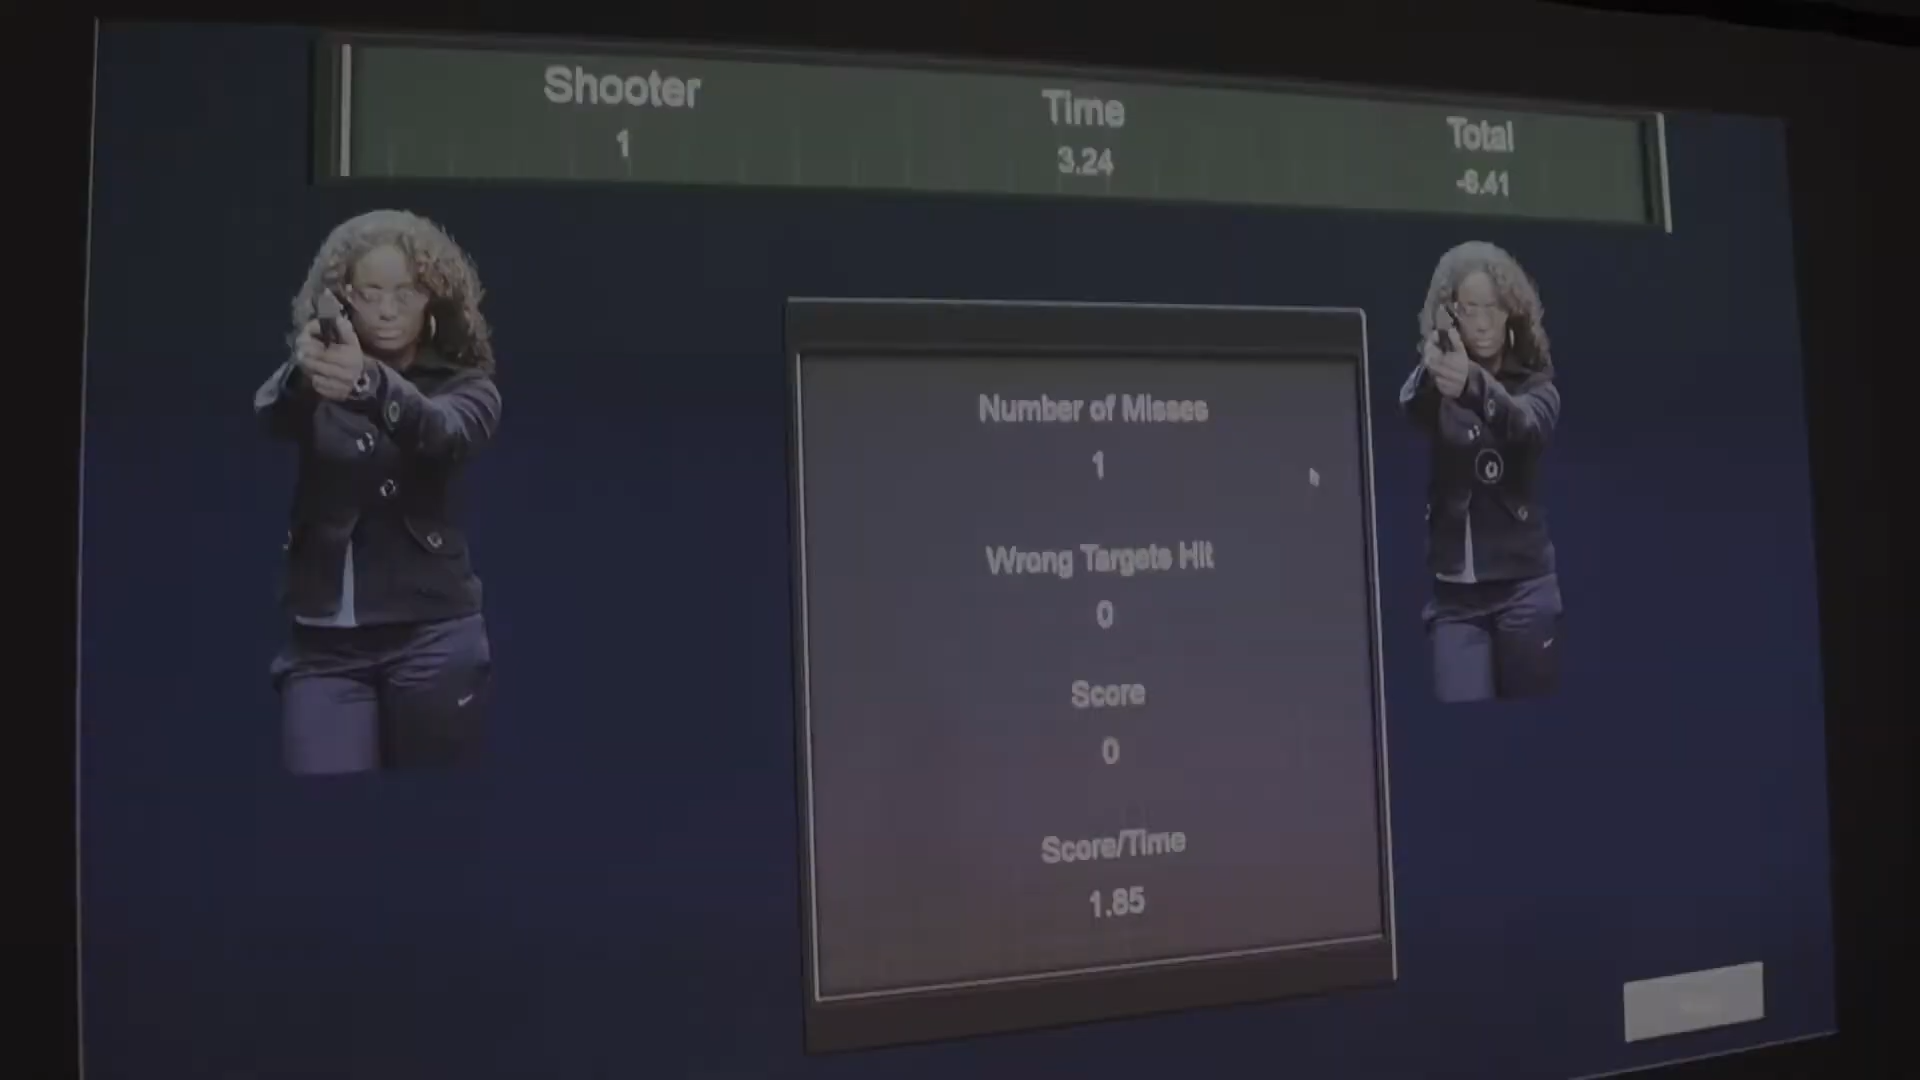 Shooter
1
Time
3.24
Total
-6.41
Number of Misses
1
Wrong Targets Hit
0
Score
0
Score/Time
1.85